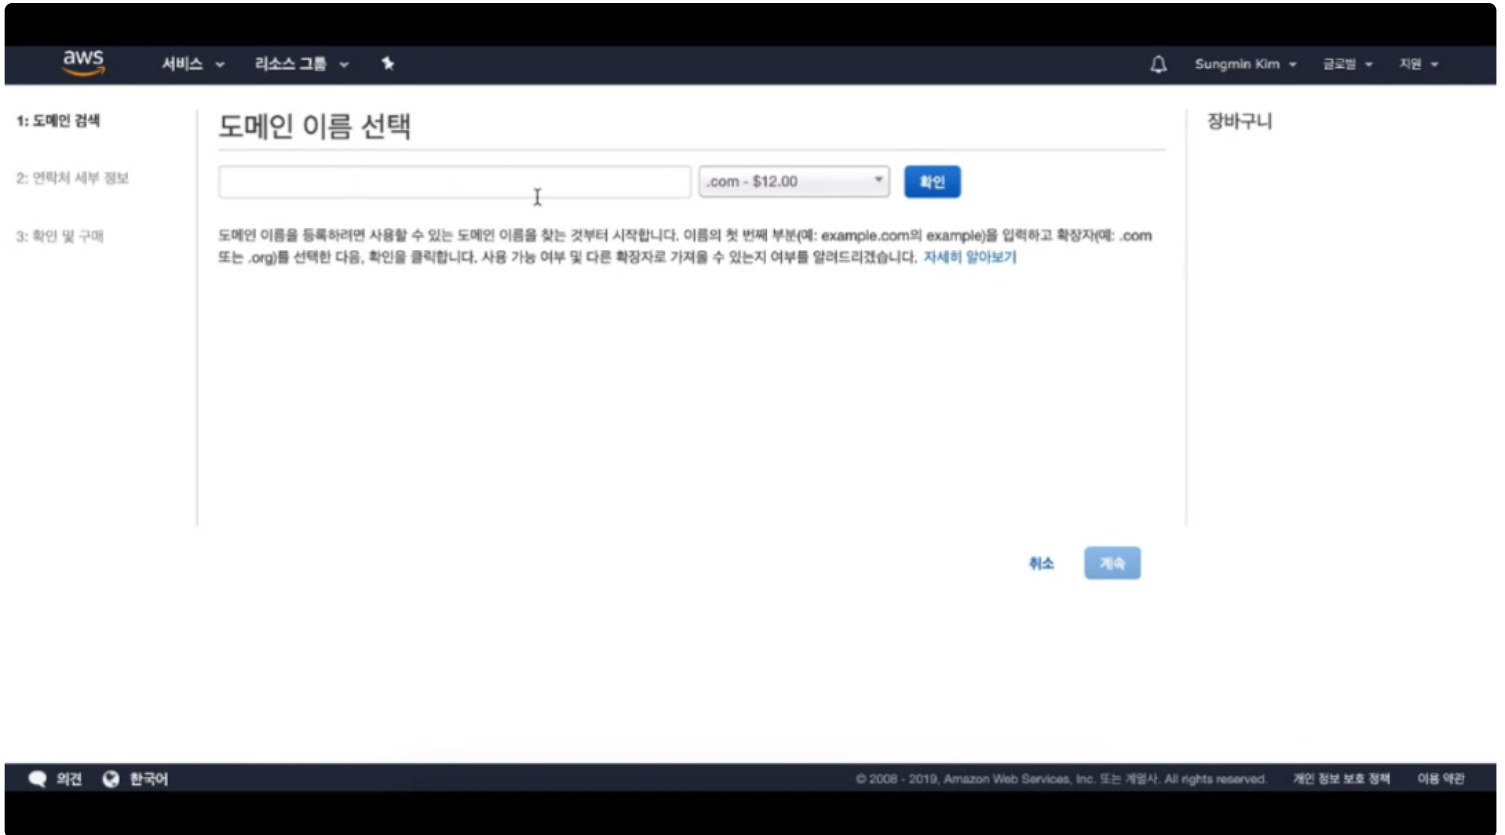 aws 서비스 리소스 그룹 Sungmin Kim 글로벌 지원
1: 도메인 검색
2: 연락처 세부 정보
3: 확인 및 구매
도메인 이름 선택
.com - $12.00 확인
도메인 이름을 등록하려면 사용할 수 있는 도메인 이름을 찾는 것부터 시작합니다. 이름의 첫 번째 부분(예: example.com의 example)을 입력하고 확장자(예: .com
또는 .org)를 선택한 다음, 확인을 클릭합니다. 사용 가능 여부 및 다른 확장자로 가져올 수 있는지 여부를 알려드리겠습니다. 자세히 알아보기
장바구니
취소 계속
의견 한국어 © 2008 - 2019, Amazon Web Services, Inc. 또는 계열사. All rights reserved. 개인 정보 보호 정책 이용 약관